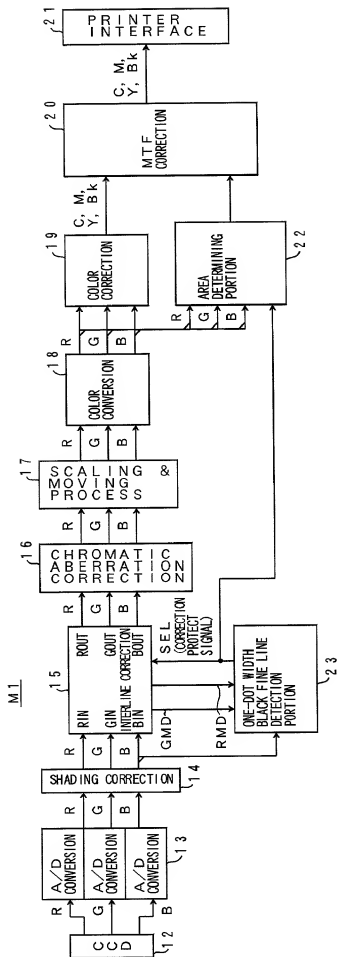 M1
12
CCD
R
G
B
13
A/D CONVERSION
A/D CONVERSION
A/D CONVERSION
R
G
B
14
SHADING CORRECTION
R
G
B
15
RIN
ROUT
GIN
GOUT
INTERLINE CORRECTION
BIN
BOUT
GMD
RMD
SEL
(CORRECTION
PROTECT
SIGNAL)
23
ONE-DOT WIDTH
BLACK FINE LINE
DETECTION
PORTION
R
G
B
16
CHROMATIC
ABERRATION
CORRECTION
R
G
B
17
SCALING &
MOVING
PROCESS
R
G
B
18
COLOR CONVERSION
R
G
B
19
COLOR CORRECTION
R
G
B
22
AREA DETERMINING
PORTION
C, M,
Y, Bk
20
MTF CORRECTION
C, M,
Y, Bk
21
PRINTER
INTERFACE